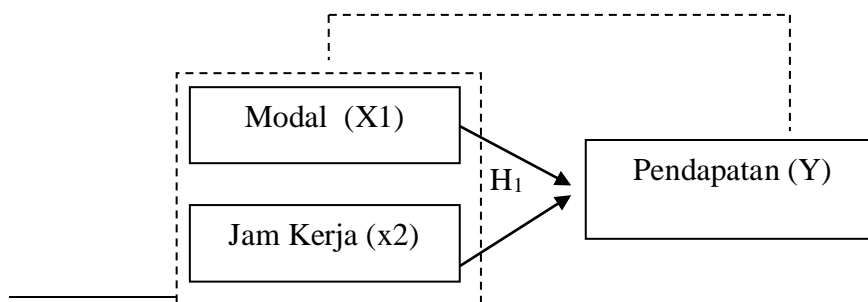 Modal (X1)
Pendapatan (Y)
H₁
Jam Kerja (x2)